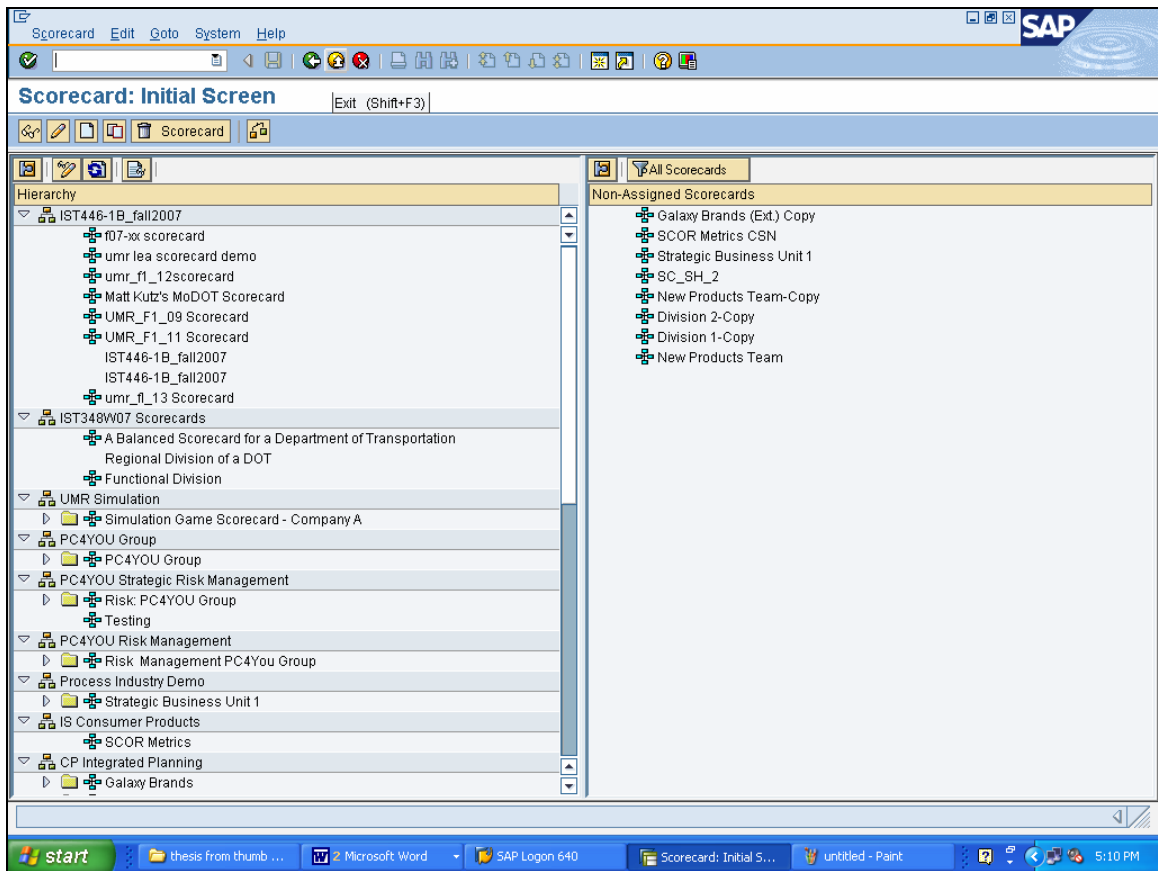 Scorecard Edit Goto System Help
SAP
Scorecard: Initial Screen
Exit (Shift+F3)
Scorecard
All Scorecards
Hierarchy
IST446-1B_fall2007
f07-xx scorecard
umr lea scorecard demo
umr_f1_12scorecard
Matt Kutz's MoDOT Scorecard
UMR_F1_09 Scorecard
UMR_F1_11 Scorecard
IST446-1B_fall2007
IST446-1B_fall2007
umr_fl_13 Scorecard
IST348W07 Scorecards
A Balanced Scorecard for a Department of Transportation
Regional Division of a DOT
Functional Division
UMR Simulation
Simulation Game Scorecard - Company A
PC4YOU Group
PC4YOU Group
PC4YOU Strategic Risk Management
Risk: PC4YOU Group
Testing
PC4YOU Risk Management
Risk Management PC4You Group
Process Industry Demo
Strategic Business Unit 1
IS Consumer Products
SCOR Metrics
CP Integrated Planning
Galaxy Brands
Non-Assigned Scorecards
Galaxy Brands (Ext.) Copy
SCOR Metrics CSN
Strategic Business Unit 1
SC_SH_2
New Products Team-Copy
Division 2-Copy
Division 1-Copy
New Products Team
start thesis from thumb ... 2 Microsoft Word SAP Logon 640 Scorecard: Initial S... untitled - Paint 5:10 PM